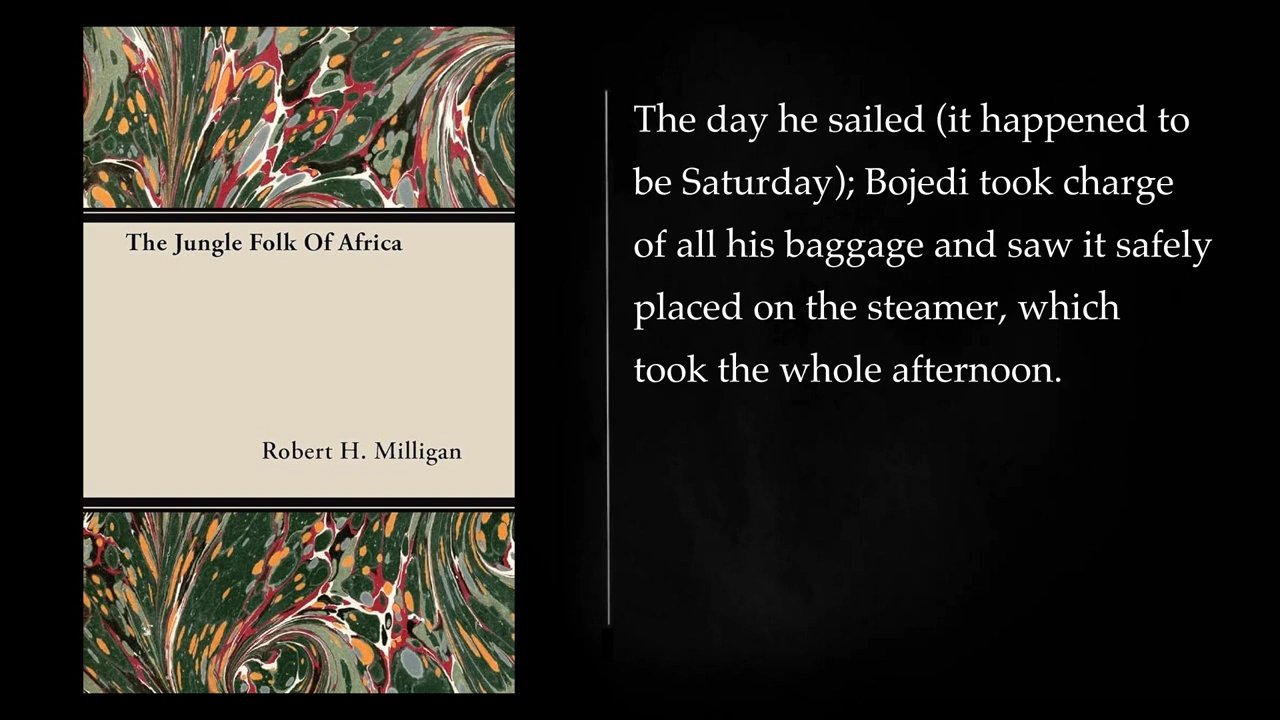 The Jungle Folk Of Africa
Robert H. Milligan
The day he sailed (it happened to
be Saturday); Bojedi took charge
of all his baggage and saw it safely
placed on the steamer, which
took the whole afternoon.